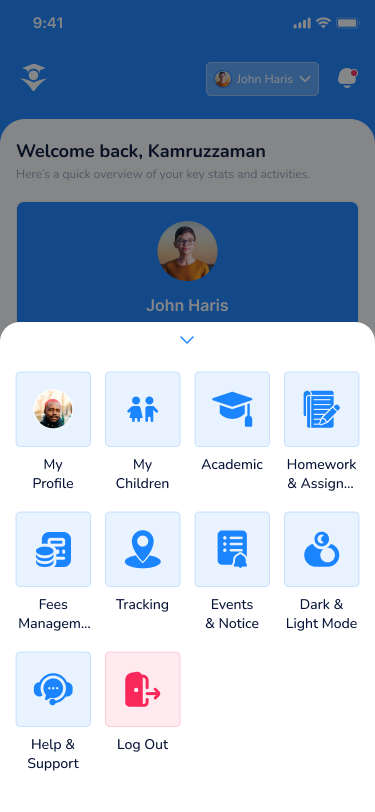 9:41
John Haris
Welcome back, Kamruzzaman
Here's a quick overview of your key stats and activities.
John Haris
My
Profile
My
Children
Academic
Homework
& Assign...
Fees
Managem...
Tracking
Events
& Notice
Dark &
Light Mode
Help &
Support
Log Out